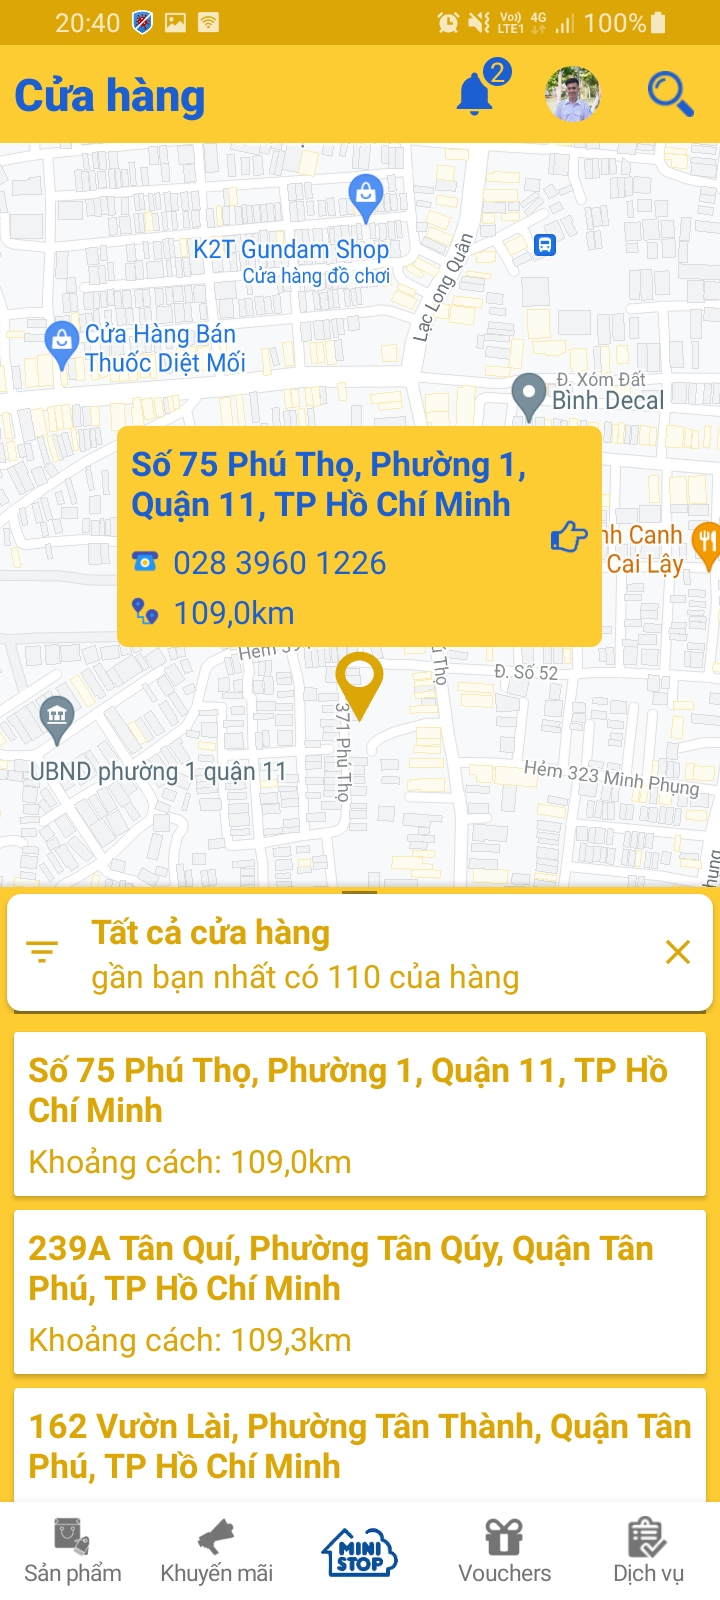 20:40
Vo)) LTE1 4G 100%
Cửa hàng
2
K2T Gundam Shop
Cửa hàng đồ chơi
Lạc Long Quân
Cửa Hàng Bán
Thuốc Diệt Mối
Đ. Xóm Đất
Bình Decal
Số 75 Phú Thọ, Phường 1,
Quận 11, TP Hồ Chí Minh
028 3960 1226
109,0km
nh Canh
Cai Lậy
Hẻm
Thọ
Đ. Số 52
371 Phú Thọ
UBND phường 1 quận 11
Hẻm 323 Minh Phụng
hụng
Tất cả cửa hàng
gần bạn nhất có 110 của hàng
Số 75 Phú Thọ, Phường 1, Quận 11, TP Hồ
Chí Minh
Khoảng cách: 109,0km
239A Tân Quí, Phường Tân Qúy, Quận Tân
Phú, TP Hồ Chí Minh
Khoảng cách: 109,3km
162 Vườn Lài, Phường Tân Thành, Quận Tân
Phú, TP Hồ Chí Minh
Sản phẩm
Khuyến mãi
MINI
STOP
Vouchers
Dịch vụ